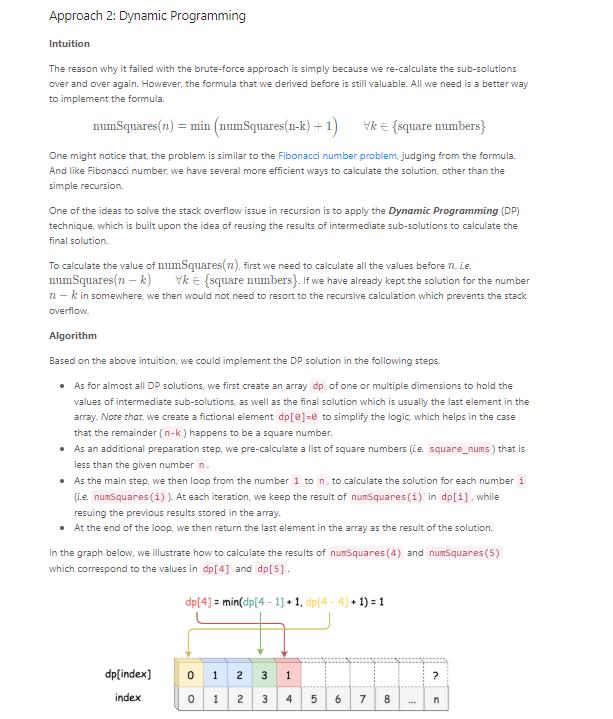 Approach 2: Dynamic Programming
Intuition
The reason why it failed with the brute-force approach is simply because we re-calculate the sub-solutions
over and over again. However, the formula that we derived before is still valuable. All we need is a better way
to implement the formula.
numSquares(n) = min (numSquares(n-k) + 1) ∀k ∈ {square numbers}
One might notice that, the problem is similar to the Fibonacci number problem, judging from the formula.
And like Fibonacci number, we have several more efficient ways to calculate the solution, other than the
simple recursion.
One of the ideas to solve the stack overflow issue in recursion is to apply the Dynamic Programming (DP)
technique, which is built upon the idea of reusing the results of intermediate sub-solutions to calculate the
final solution.
To calculate the value of numSquares(n), first we need to calculate all the values before n, i.e.
numSquares(n − k) ∀k ∈ {square numbers}. If we have already kept the solution for the number
n − k in somewhere, we then would not need to resort to the recursive calculation which prevents the stack
overflow.
Algorithm
Based on the above intuition, we could implement the DP solution in the following steps.
• As for almost all DP solutions, we first create an array dp of one or multiple dimensions to hold the
values of intermediate sub-solutions, as well as the final solution which is usually the last element in the
array. Note that, we create a fictional element dp[0]=0 to simplify the logic, which helps in the case
that the remainder ( n-k ) happens to be a square number.
• As an additional preparation step, we pre-calculate a list of square numbers (i.e. square_nums ) that is
less than the given number n .
• As the main step, we then loop from the number 1 to n , to calculate the solution for each number i
(i.e. numSquares(i) ). At each iteration, we keep the result of numSquares(i) in dp[i] , while
resuing the previous results stored in the array.
• At the end of the loop, we then return the last element in the array as the result of the solution.
In the graph below, we illustrate how to calculate the results of numSquares(4) and numSquares(5)
which correspond to the values in dp[4] and dp[5] .
dp[4] = min(dp[4 - 1] + 1, dp[4 - 4] + 1) = 1
dp[index] 0 1 2 3 1 ?
index 0 1 2 3 4 5 6 7 8 ... n